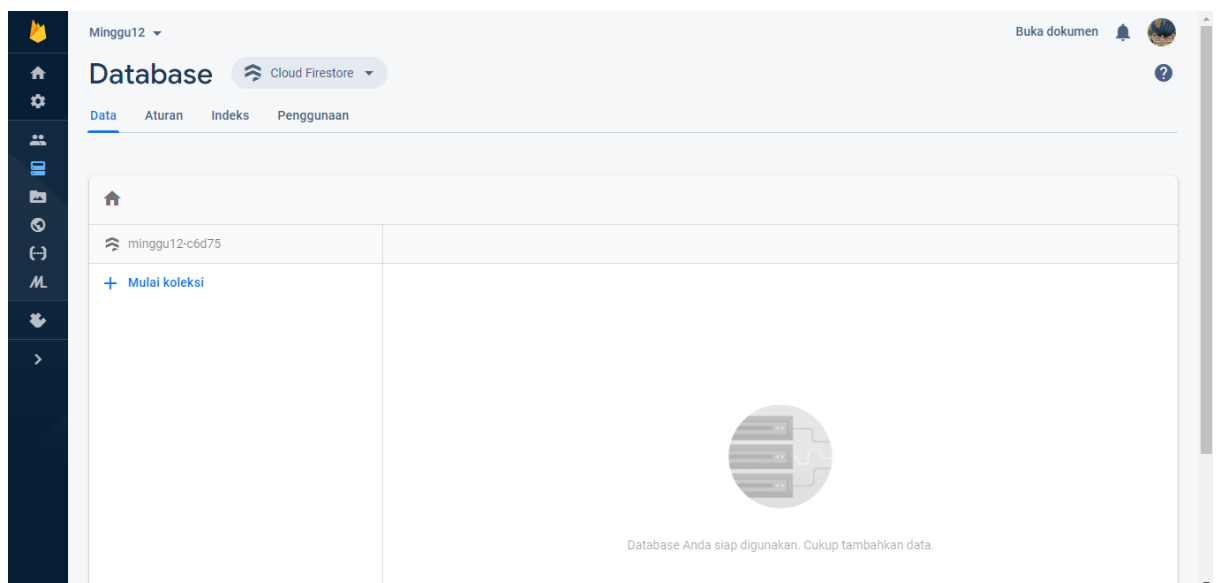 Minggu12
Buka dokumen
Database
Cloud Firestore
Data Aturan Indeks Penggunaan
minggu12-c6d75
+ Mulai koleksi
Database Anda siap digunakan. Cukup tambahkan data.